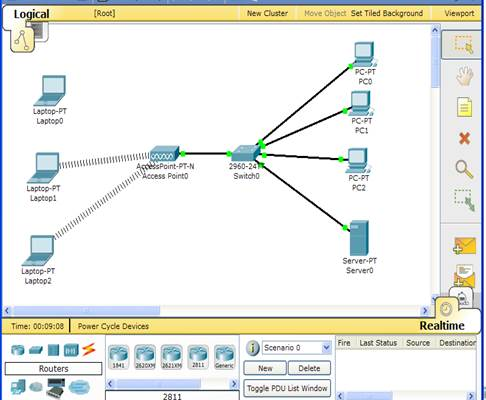 Logical [Root] New Cluster Move Object Set Tiled Background Viewport
PC-PT
PC0
Laptop-PT
Laptop0
PC-PT
PC1
AccessPoint-PT-N
Access Point0
2960-24
Switch0
Laptop-PT
Laptop1
PC-PT
PC2
Laptop-PT
Laptop2
Server-PT
Server0
Time: 00:09:08 Power Cycle Devices Realtime
Routers
1841 2620XM 2621XM 2811 Generic
2811
i Scenario 0
New Delete
Toggle PDU List Window
Fire Last Status Source Destination